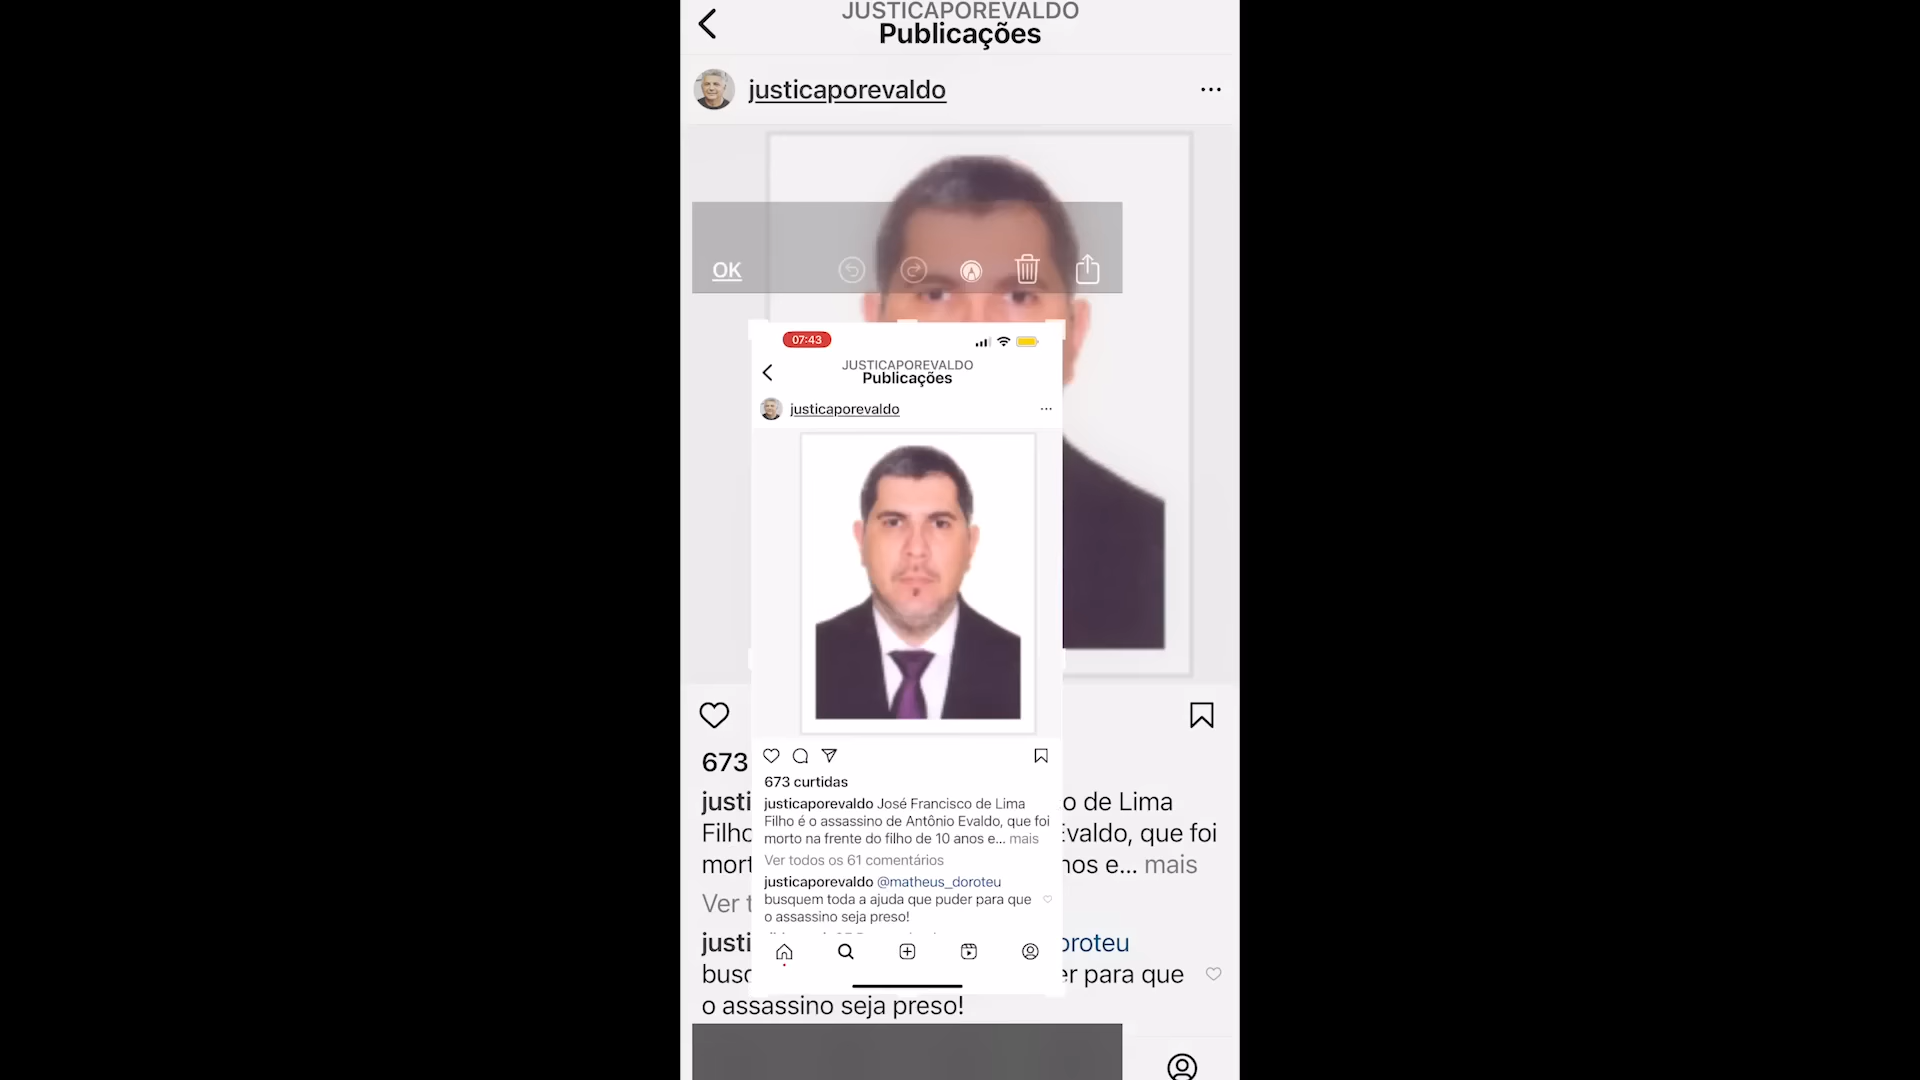 JUSTICAPOREVALDO
Publicações
justicaporevaldo
OK
07:43
JUSTICAPOREVALDO
Publicações
justicaporevaldo
673 curtidas
justicaporevaldo José Francisco de Lima
Filho é o assassino de Antônio Evaldo, que foi
morto na frente do filho de 10 anos e... mais
Ver todos os 61 comentários
justicaporevaldo @matheus_doroteu
busquem toda a ajuda que puder para que
o assassino seja preso!
673
de Lima
Evaldo, que foi
e... mais
Ver
para que
o assassino seja preso!